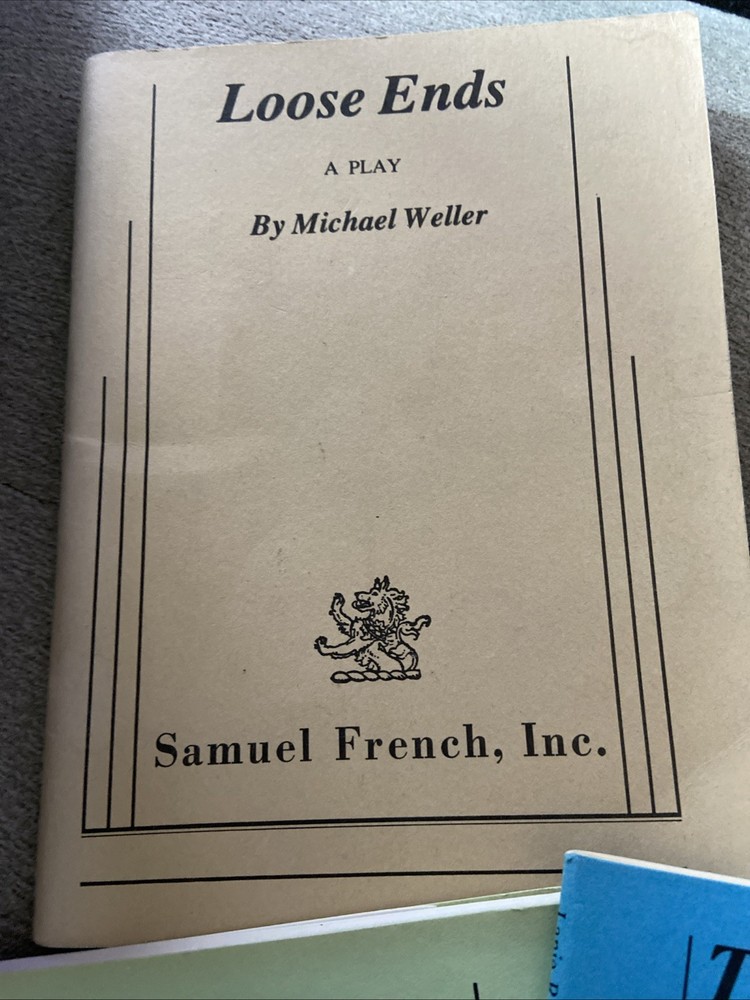 Loose Ends
A PLAY
By Michael Weller
Samuel French, Inc.
T